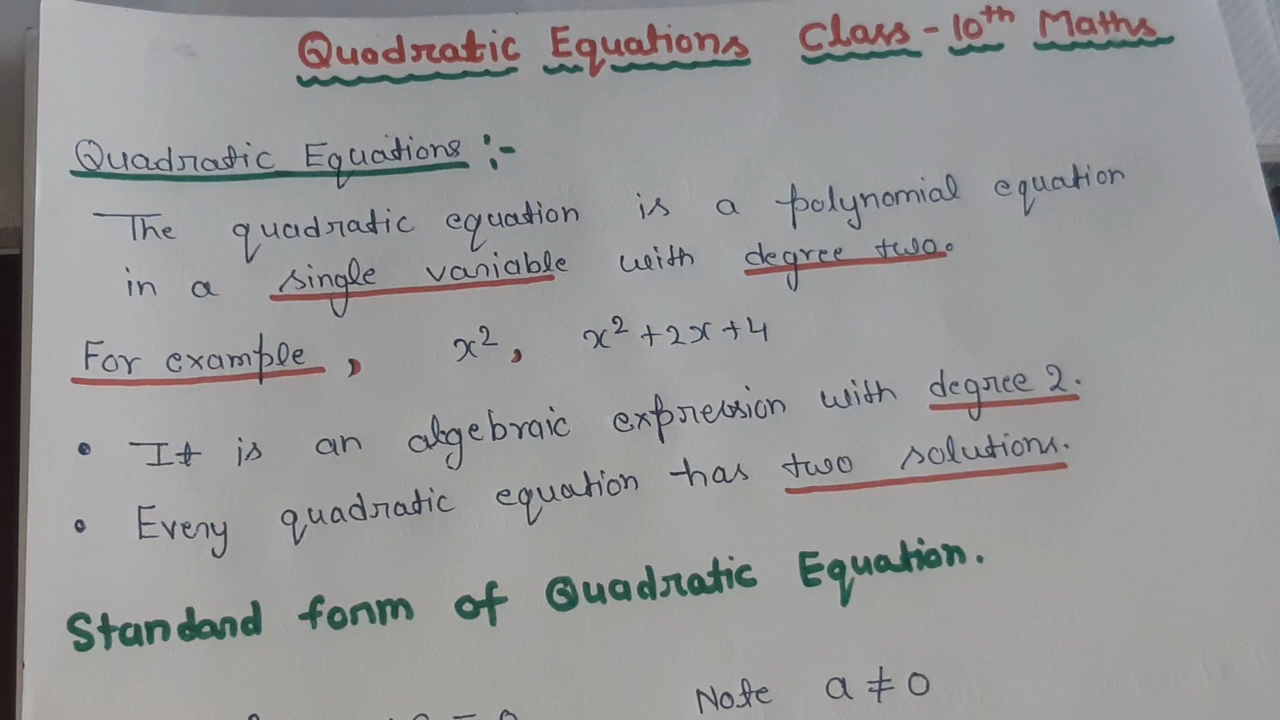 Quadratic Equations Class - 10th Maths
Quadratic Equations :-
The quadratic equation is a polynomial equation
in a single variable with degree two.
For example, x², x² + 2x + 4
• It is an algebraic expression with degree 2.
• Every quadratic equation has two solutions.
Standard form of Quadratic Equation.
Note a ≠ 0